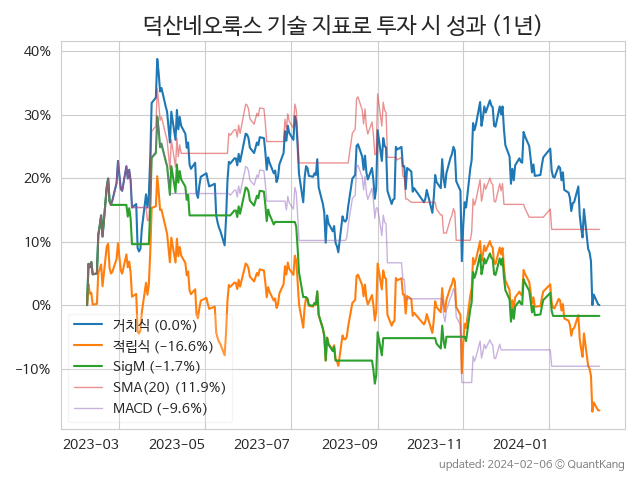 덕산네오룩스 기술 지표로 투자 시 성과 (1년)
40%
30%
20%
10%
0%
−10%
거치식 (0.0%)
적립식 (−16.6%)
SigM (−1.7%)
SMA(20) (11.9%)
MACD (−9.6%)
2023-03
2023-05
2023-07
2023-09
2023-11
2024-01
updated: 2024-02-06 © QuantKang